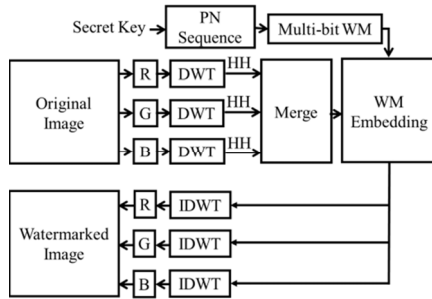 Secret Key
PN
Sequence
Multi-bit WM
Original
Image
R
DWT
HH
G
DWT
HH
B
DWT
HH
Merge
WM
Embedding
Watermarked
Image
R
IDWT
G
IDWT
B
IDWT